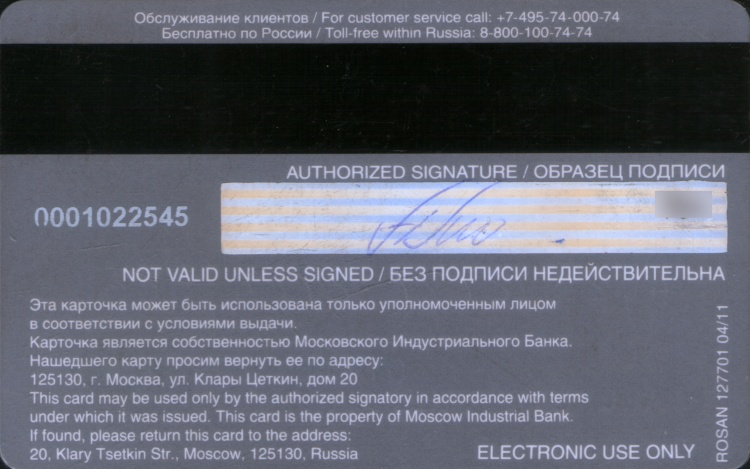 Обслуживание клиентов / For customer service call: +7-495-74-000-74
Бесплатно по России / Toll-free within Russia: 8-800-100-74-74
AUTHORIZED SIGNATURE / ОБРАЗЕЦ ПОДПИСИ
0001022545
NOT VALID UNLESS SIGNED / БЕЗ ПОДПИСИ НЕДЕЙСТВИТЕЛЬНА
Эта карточка может быть использована только уполномоченным лицом
в соответствии с условиями выдачи.
Карточка является собственностью Московского Индустриального Банка.
Нашедшего карту просим вернуть ее по адресу:
125130, г. Москва, ул. Клары Цеткин, дом 20
This card may be used only by the authorized signatory in accordance with terms
under which it was issued. This card is the property of Moscow Industrial Bank.
If found, please return this card to the address:
20, Klary Tsetkin Str., Moscow, 125130, Russia
ELECTRONIC USE ONLY
ROSAN 127701 04/11